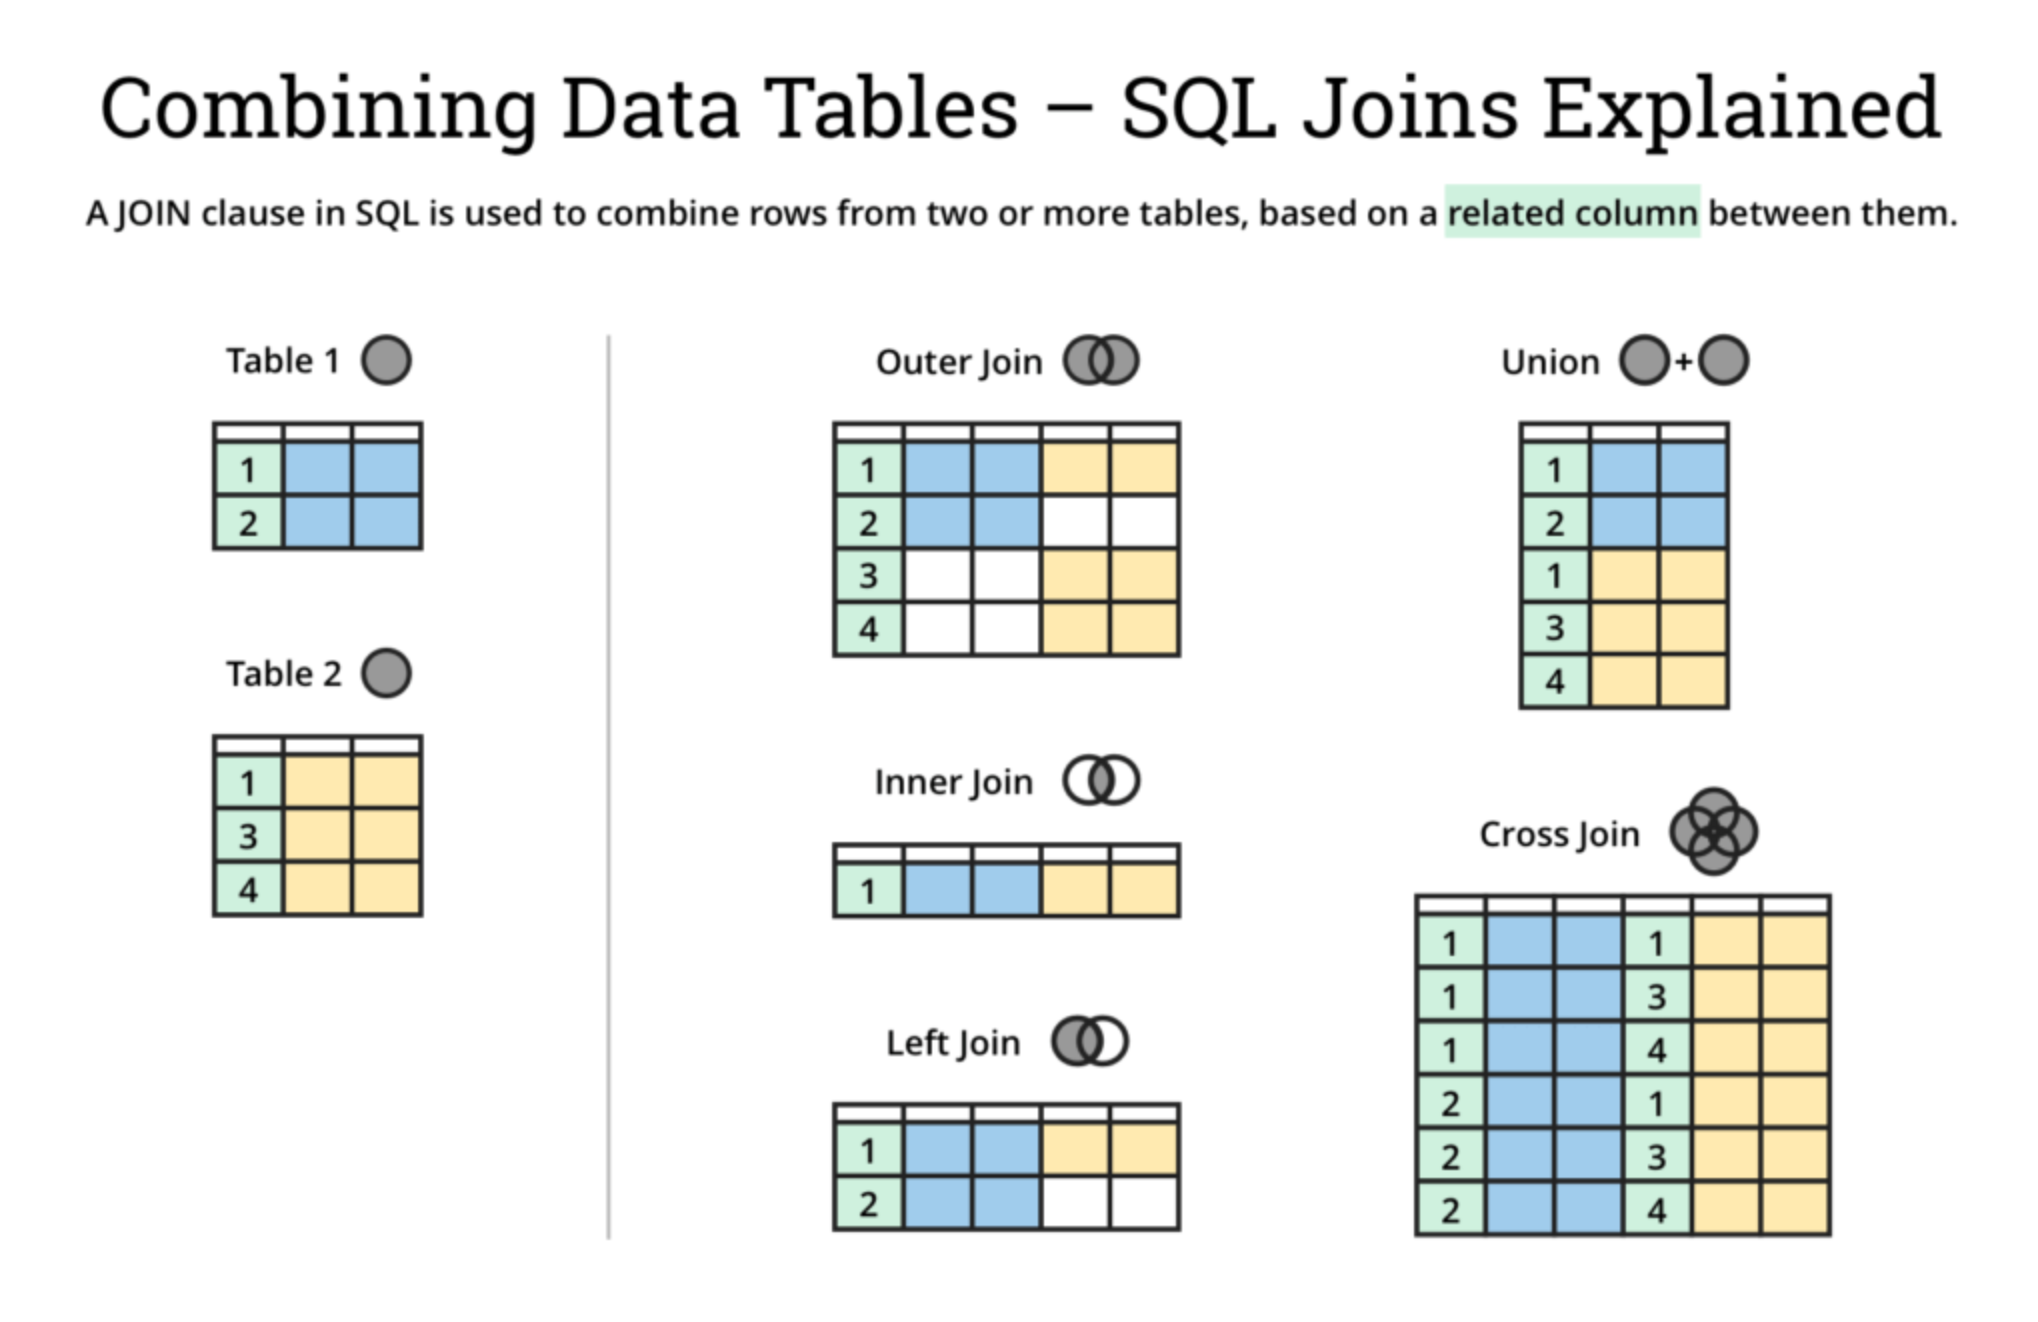 Combining Data Tables – SQL Joins Explained
A JOIN clause in SQL is used to combine rows from two or more tables, based on a related column between them.
Table 1
1
2
Table 2
1
3
4
Outer Join
1
2
3
4
Inner Join
1
Left Join
1
2
Union +
1
2
1
3
4
Cross Join
1 1
1 3
1 4
2 1
2 3
2 4